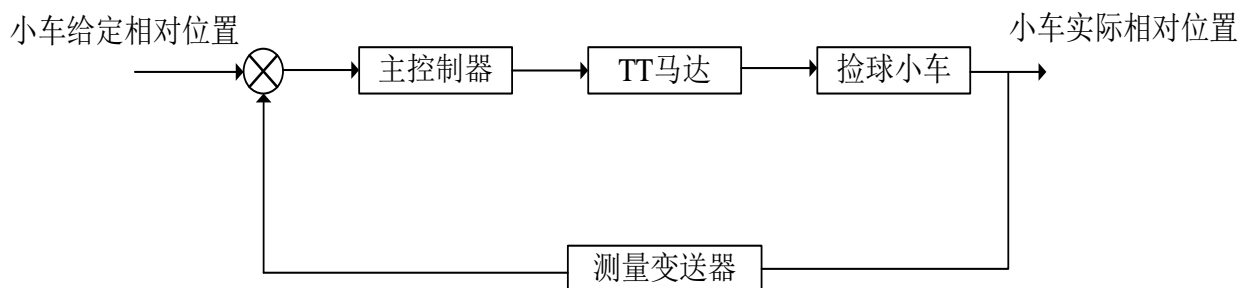 小车给定相对位置
小车实际相对位置
主控制器
TT马达
捡球小车
测量变送器